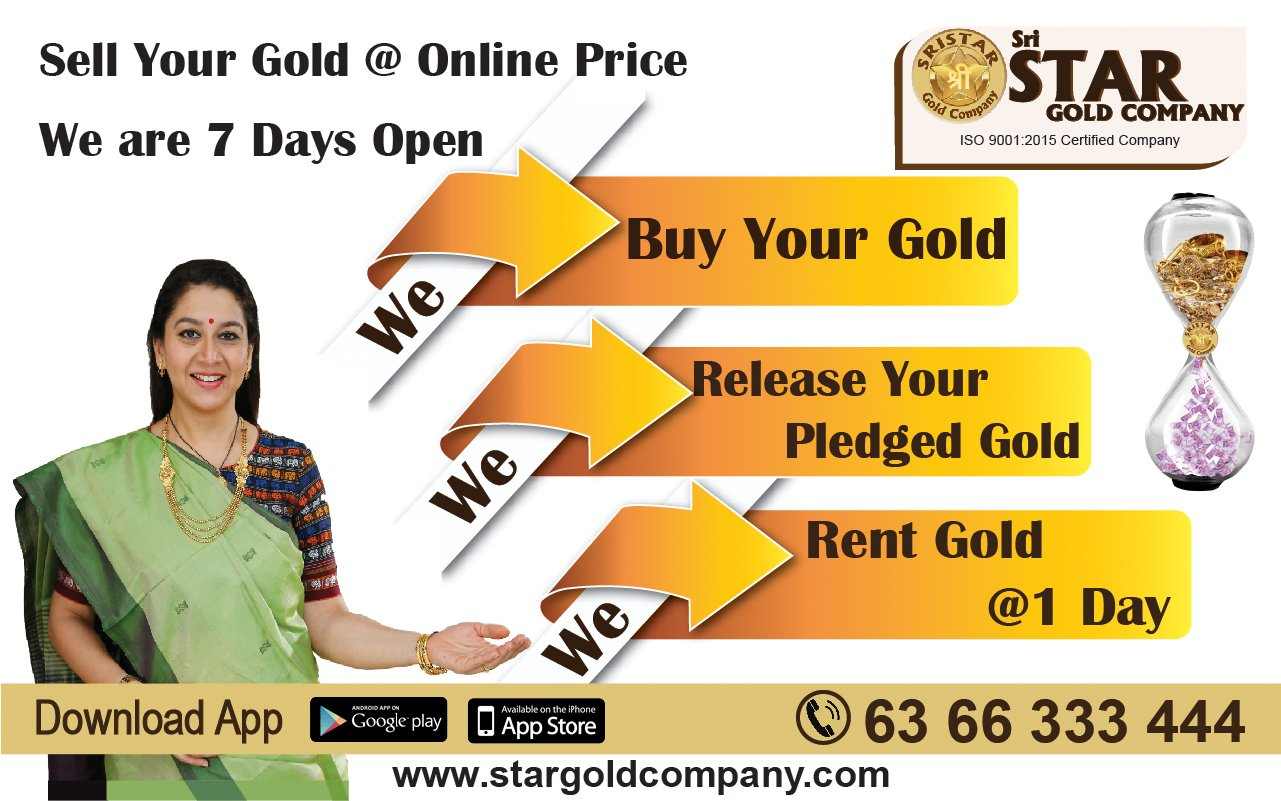 Sell Your Gold @ Online Price
We are 7 Days Open
SRISTAR
श्री
Gold Company
Sri
STAR
GOLD COMPANY
ISO 9001:2015 Certified Company
We
Buy Your Gold
We
Release Your
Pledged Gold
We
Rent Gold
@1 Day
SRISTAR
Download App
ANDROID APP ON
Google play
Available on the iPhone
App Store
63 66 333 444
www.stargoldcompany.com